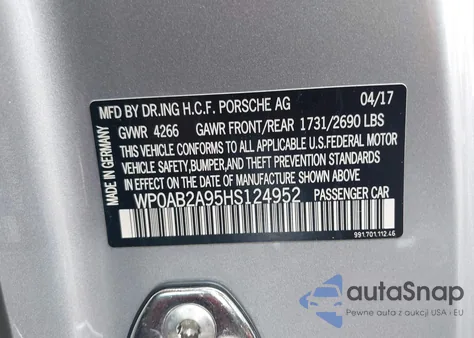 MFD BY DR.ING H.C.F. PORSCHE AG 04/17
GVWR 4266 GAWR FRONT/REAR 1731/2690 LBS
THIS VEHICLE CONFORMS TO ALL APPLICABLE U.S.FEDERAL MOTOR
VEHICLE SAFETY,BUMPER,AND THEFT PREVENTION STANDARDS
IN EFFECT ON THE DATE OF MANUFACTURE SHOWN ABOVE
WP0AB2A95HS124952 PASSENGER CAR
MADE IN GERMANY
991.701.112.46
autoSnap
Pewne auta z aukcji USA i EU